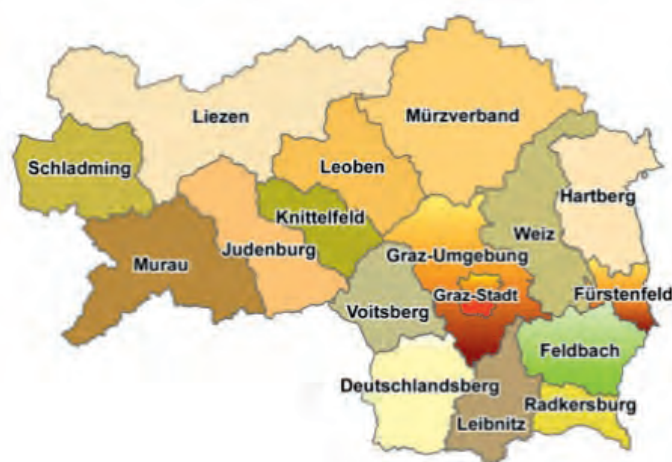 Liezen
Mürzverband
Schladming
Leoben
Hartberg
Knittelfeld
Weiz
Judenburg
Graz-Umgebung
Murau
Graz-Stadt
Fürstenfeld
Voitsberg
Feldbach
Deutschlandsberg
Radkersburg
Leibnitz